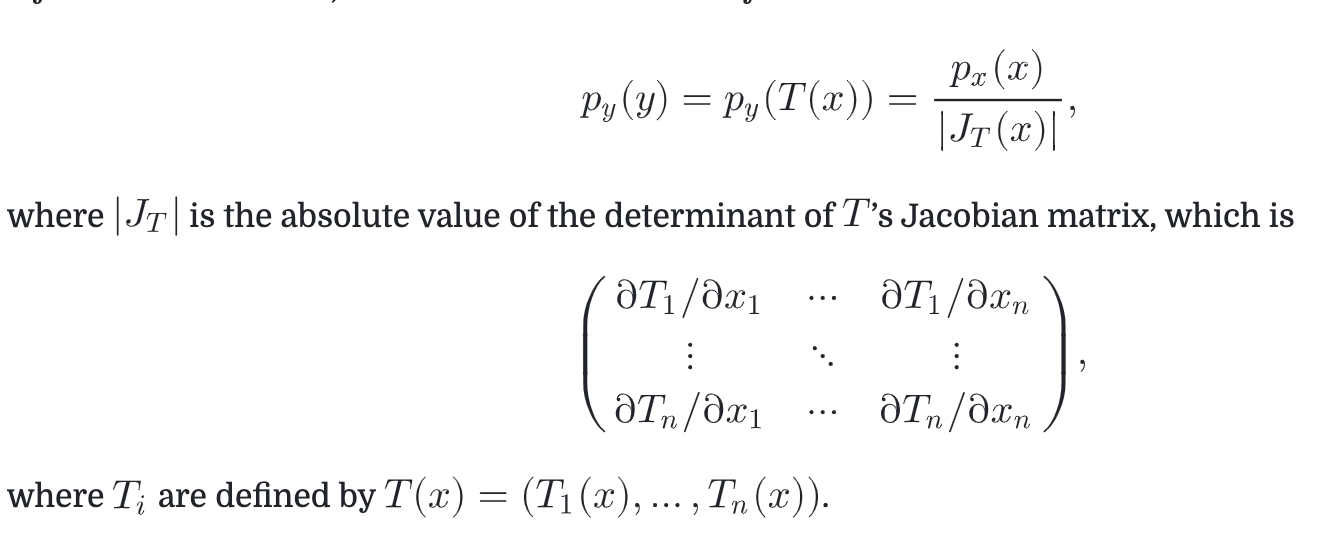 p_y(y) = p_y(T(x)) = p_x(x) / |J_T(x)|,
where |J_T| is the absolute value of the determinant of T’s Jacobian matrix, which is
( ∂T_1/∂x_1 ⋯ ∂T_1/∂x_n
⋮ ⋱ ⋮
∂T_n/∂x_1 ⋯ ∂T_n/∂x_n ),
where T_i are defined by T(x) = (T_1(x), … , T_n(x)).